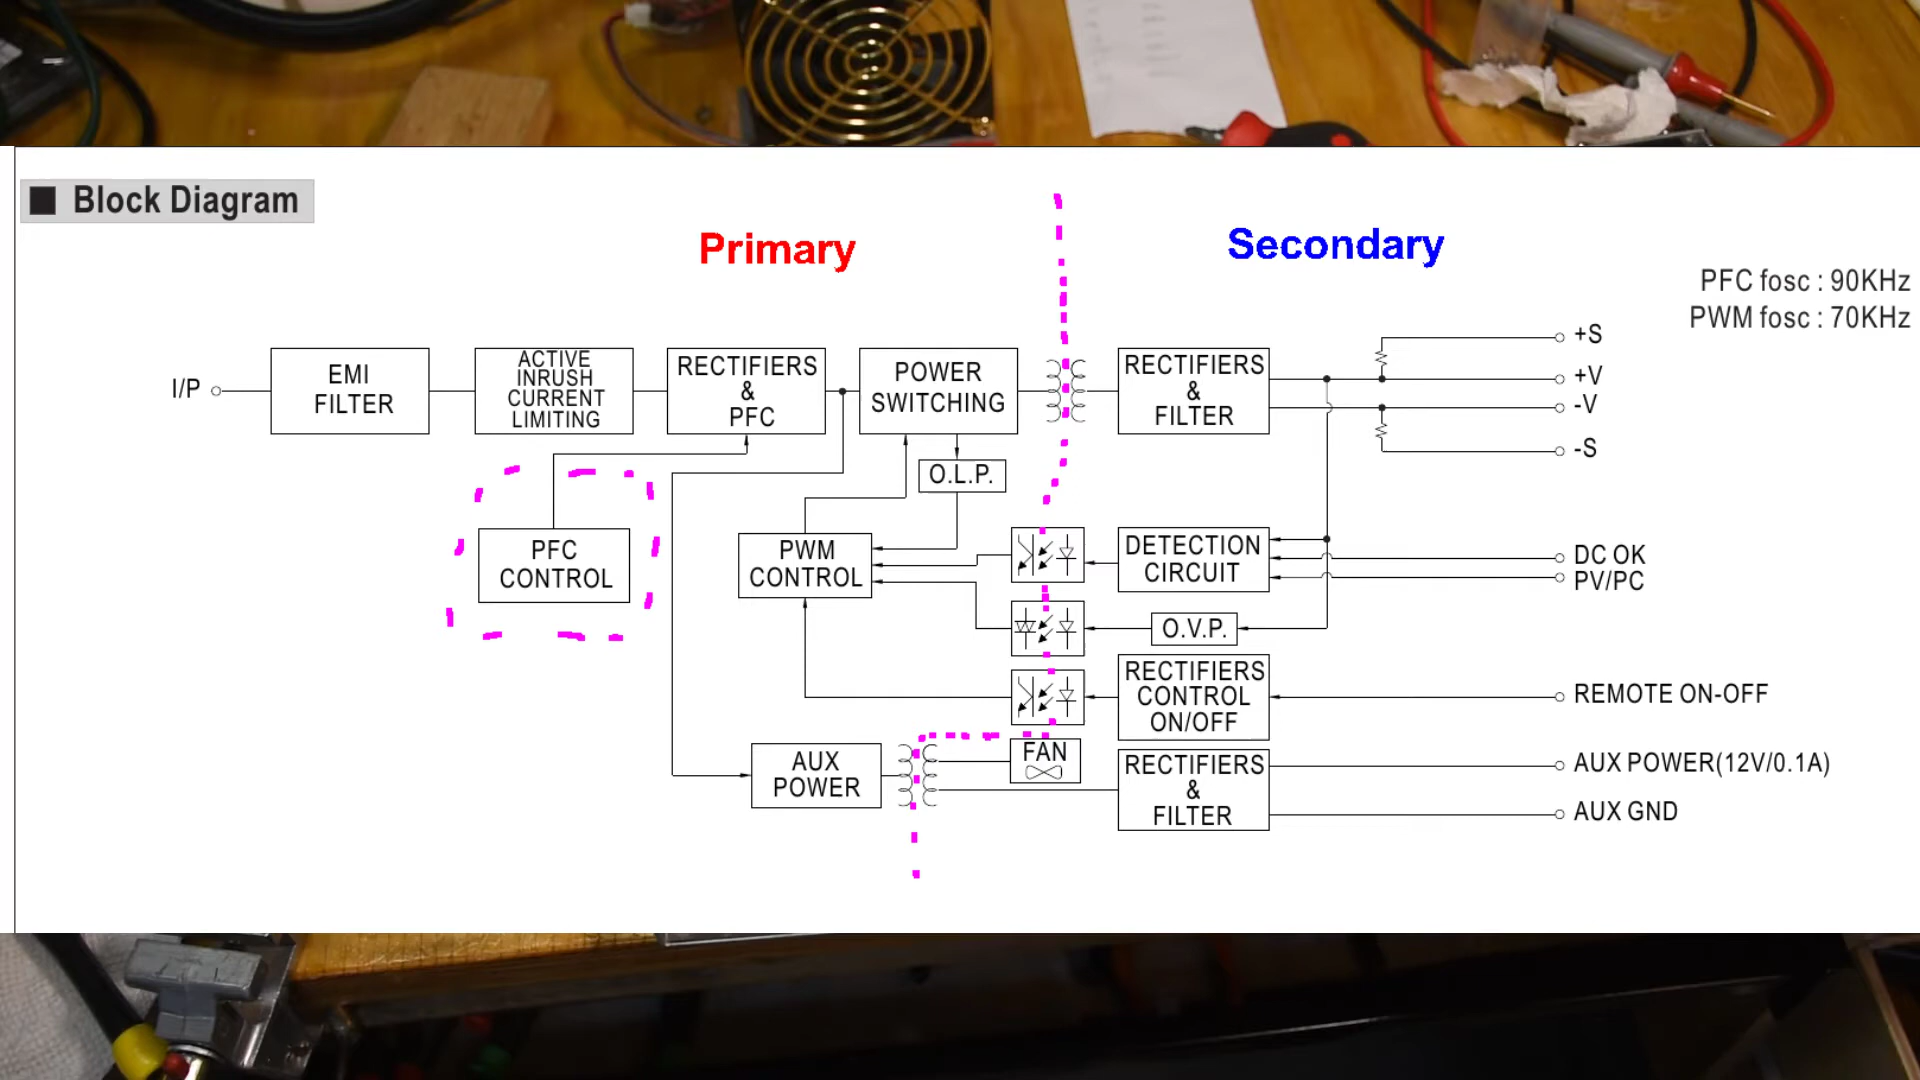 Block Diagram
Primary
Secondary
PFC fosc : 90KHz
PWM fosc : 70KHz
I/P
EMI
FILTER
ACTIVE
INRUSH
CURRENT
LIMITING
RECTIFIERS
&
PFC
POWER
SWITCHING
RECTIFIERS
&
FILTER
+S
+V
-V
-S
O.L.P.
PFC
CONTROL
PWM
CONTROL
DETECTION
CIRCUIT
DC OK
PV/PC
O.V.P.
RECTIFIERS
CONTROL
ON/OFF
REMOTE ON-OFF
AUX
POWER
FAN
RECTIFIERS
&
FILTER
AUX POWER(12V/0.1A)
AUX GND